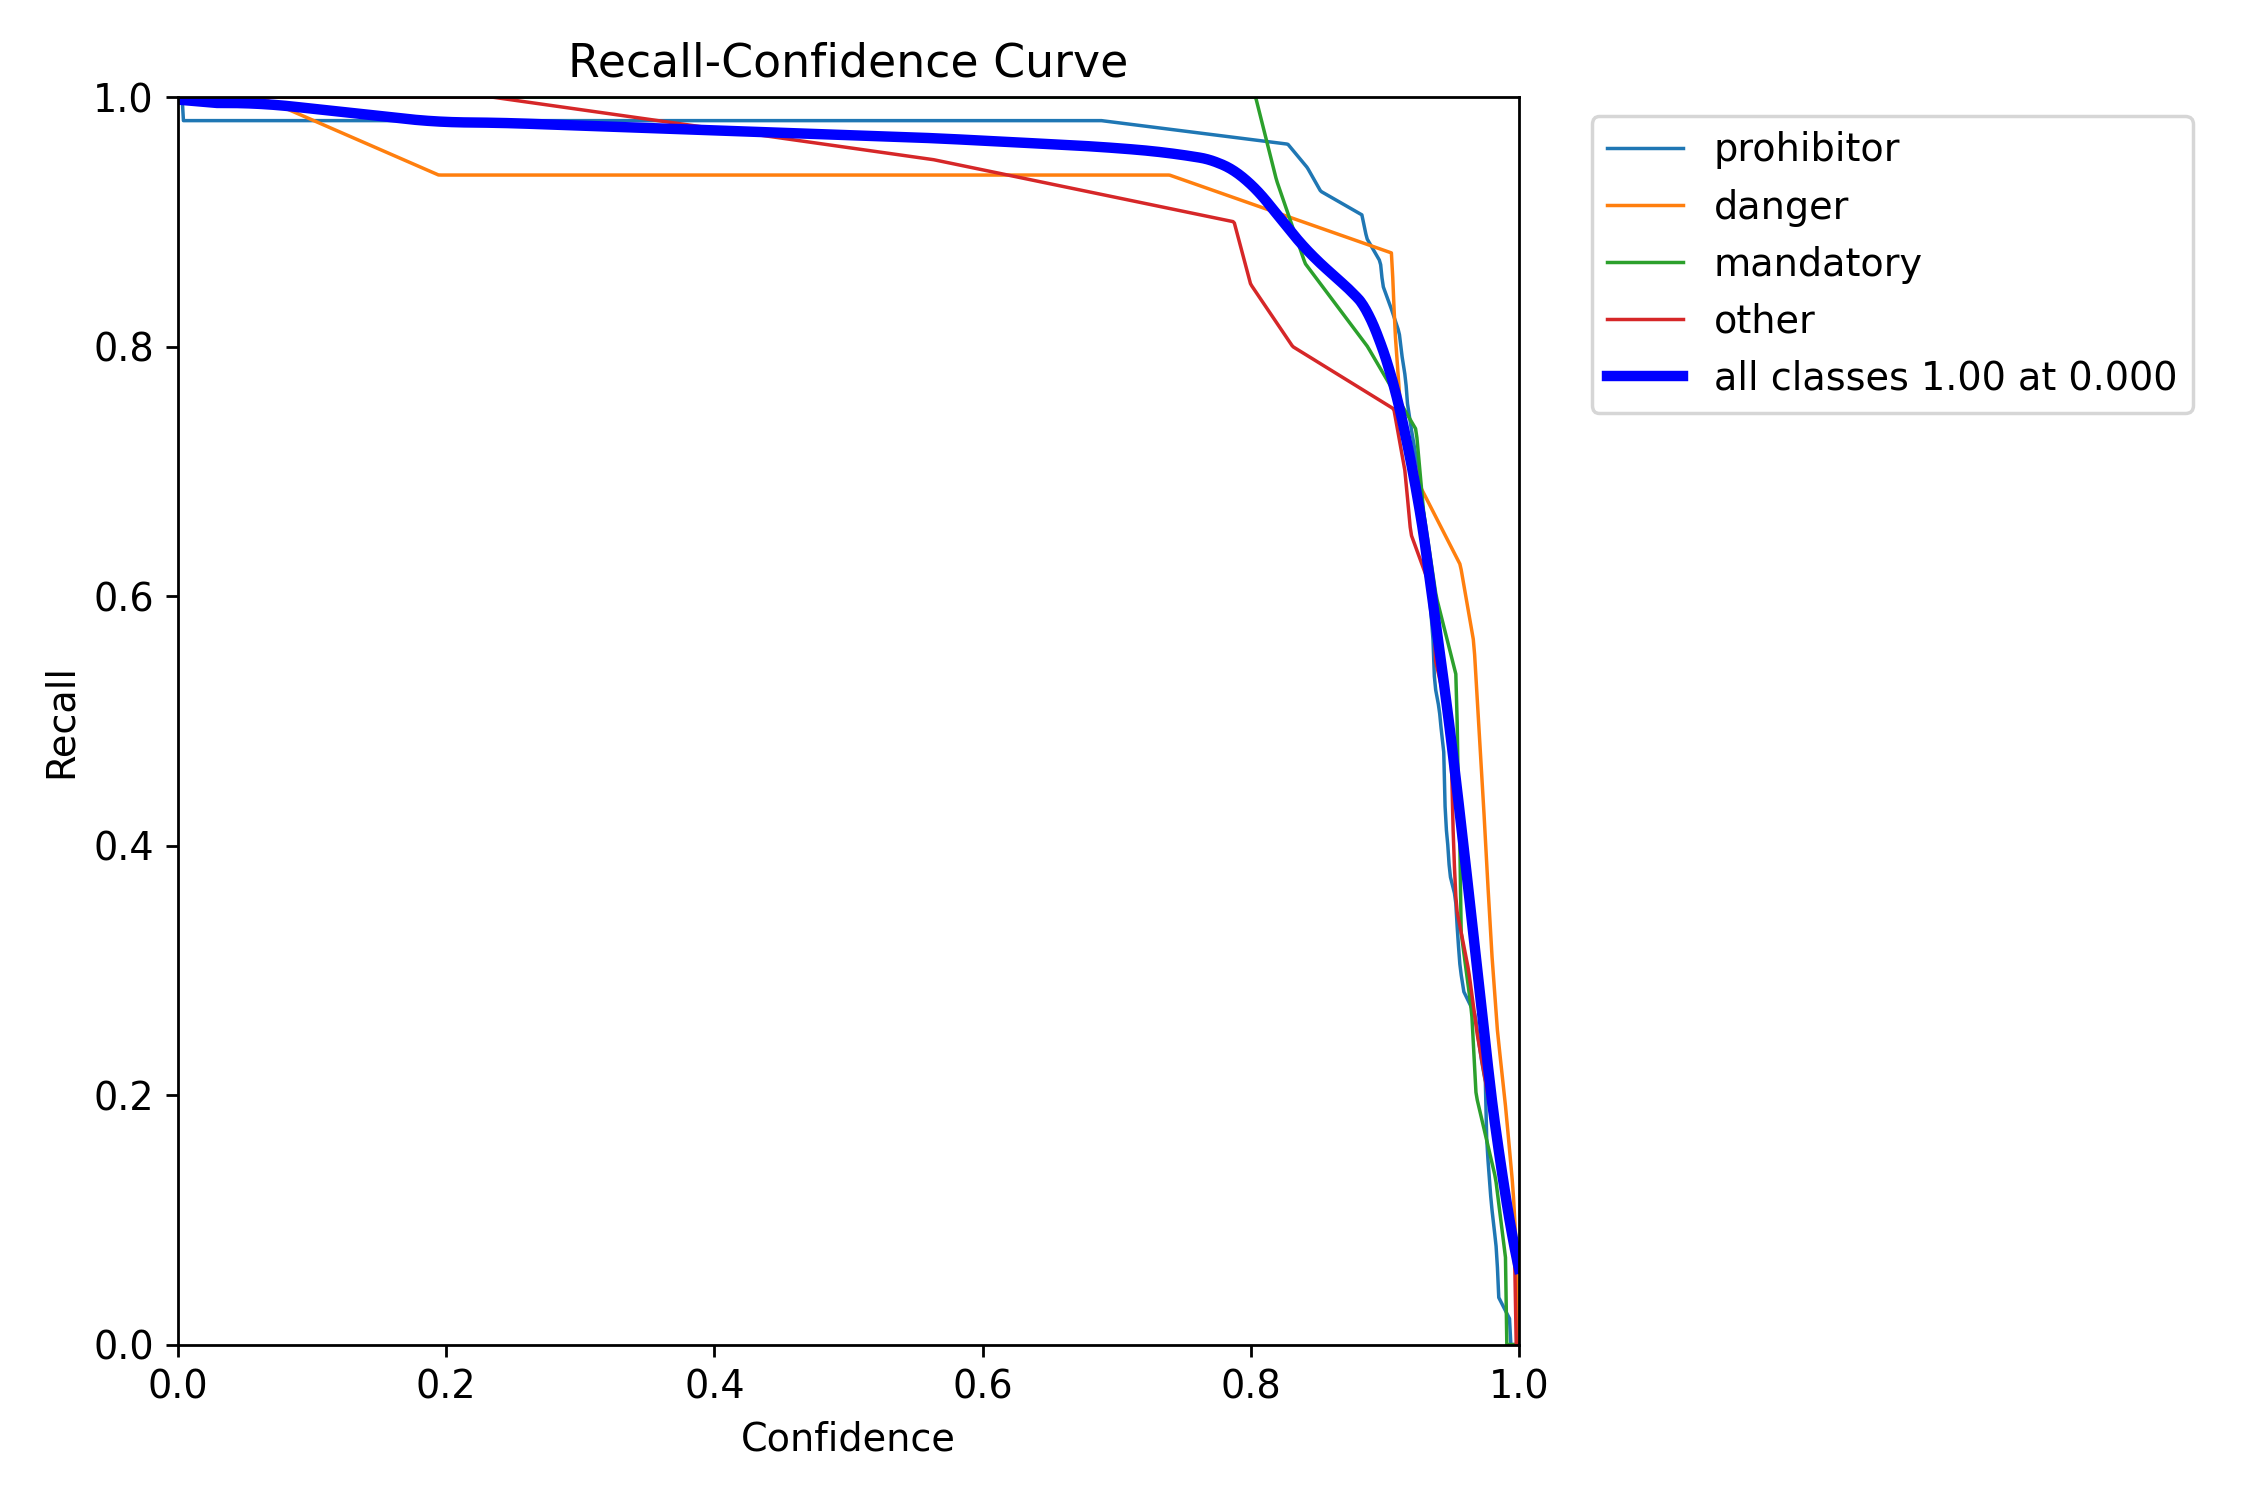 Recall-Confidence Curve
1.0
0.8
0.6
0.4
0.2
0.0
Recall
0.0 0.2 0.4 0.6 0.8 1.0
Confidence
prohibitor
danger
mandatory
other
all classes 1.00 at 0.000